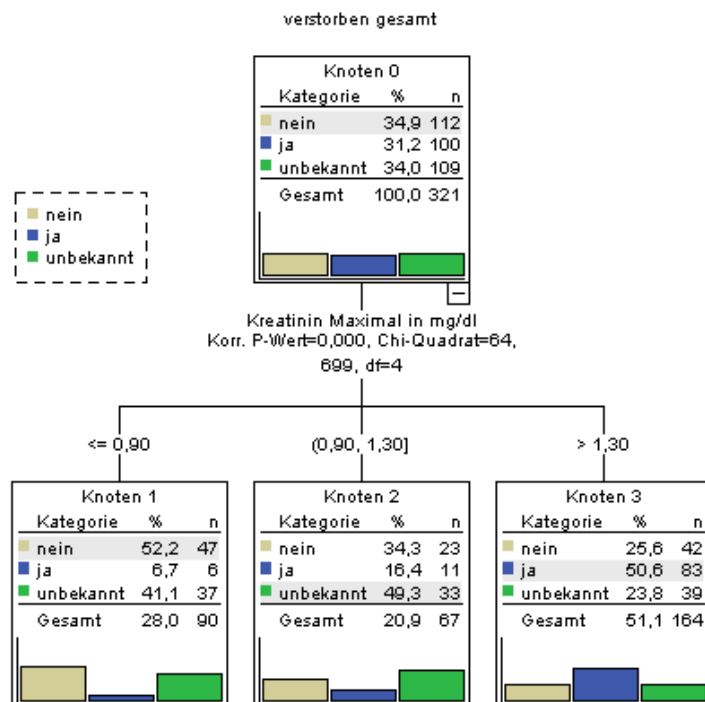 verstorben gesamt
Knoten 0
Kategorie % n
nein 34,9 112
ja 31,2 100
unbekannt 34,0 109
Gesamt 100,0 321
nein
ja
unbekannt
Kreatinin Maximal in mg/dl
Korr. P-Wert=0,000, Chi-Quadrat=64,
699, df=4
<= 0,90
(0,90, 1,30]
> 1,30
Knoten 1
Kategorie % n
nein 52,2 47
ja 6,7 6
unbekannt 41,1 37
Gesamt 28,0 90
Knoten 2
Kategorie % n
nein 34,3 23
ja 16,4 11
unbekannt 49,3 33
Gesamt 20,9 67
Knoten 3
Kategorie % n
nein 25,6 42
ja 50,6 83
unbekannt 23,8 39
Gesamt 51,1 164